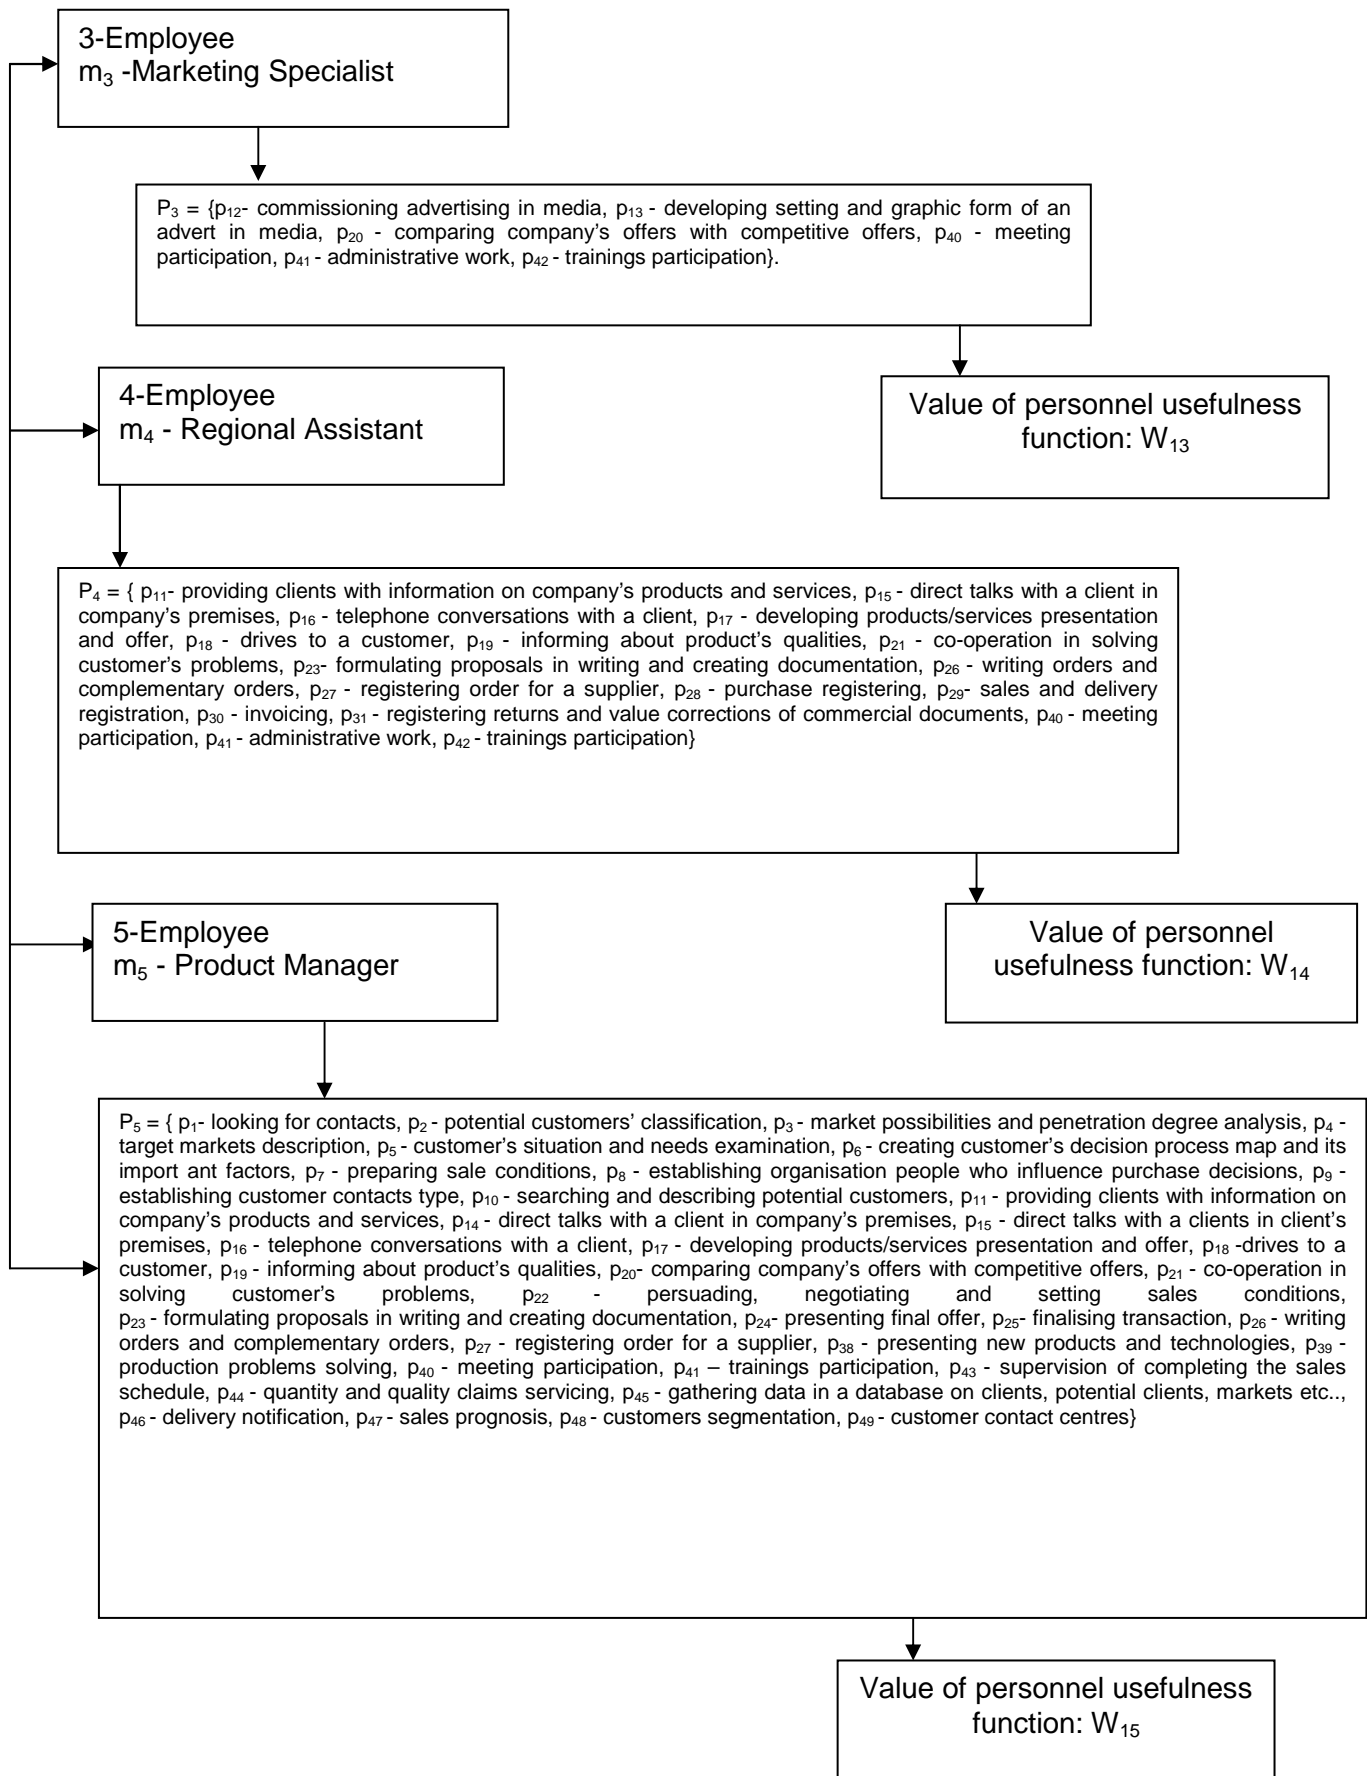 3-Employee
m₃ -Marketing Specialist
P₃ = {p₁₂- commissioning advertising in media, p₁₃ - developing setting and graphic form of an
advert in media, p₂₀ - comparing company’s offers with competitive offers, p₄₀ - meeting
participation, p₄₁ - administrative work, p₄₂ - trainings participation}.
Value of personnel usefulness
function: W₁₃
4-Employee
m₄ - Regional Assistant
P₄ = { p₁₁- providing clients with information on company’s products and services, p₁₅ - direct talks with a client in
company’s premises, p₁₆ - telephone conversations with a client, p₁₇ - developing products/services presentation
and offer, p₁₈ - drives to a customer, p₁₉ - informing about product’s qualities, p₂₁ - co-operation in solving
customer’s problems, p₂₃- formulating proposals in writing and creating documentation, p₂₆ - writing orders and
complementary orders, p₂₇ - registering order for a supplier, p₂₈ - purchase registering, p₂₉- sales and delivery
registration, p₃₀ - invoicing, p₃₁ - registering returns and value corrections of commercial documents, p₄₀ - meeting
participation, p₄₁ - administrative work, p₄₂ - trainings participation}
Value of personnel
usefulness function: W₁₄
5-Employee
m₅ - Product Manager
P₅ = { p₁- looking for contacts, p₂ - potential customers’ classification, p₃ - market possibilities and penetration degree analysis, p₄ -
target markets description, p₅ - customer’s situation and needs examination, p₆ - creating customer’s decision process map and its
import ant factors, p₇ - preparing sale conditions, p₈ - establishing organisation people who influence purchase decisions, p₉ -
establishing customer contacts type, p₁₀ - searching and describing potential customers, p₁₁ - providing clients with information on
company’s products and services, p₁₄ - direct talks with a client in company’s premises, p₁₅ - direct talks with a clients in client’s
premises, p₁₆ - telephone conversations with a client, p₁₇ - developing products/services presentation and offer, p₁₈ -drives to a
customer, p₁₉ - informing about product’s qualities, p₂₀- comparing company’s offers with competitive offers, p₂₁ - co-operation in
solving customer’s problems, p₂₂ - persuading, negotiating and setting sales conditions,
p₂₃ - formulating proposals in writing and creating documentation, p₂₄- presenting final offer, p₂₅- finalising transaction, p₂₆ - writing
orders and complementary orders, p₂₇ - registering order for a supplier, p₃₈ - presenting new products and technologies, p₃₉ -
production problems solving, p₄₀ - meeting participation, p₄₁ – trainings participation, p₄₃ - supervision of completing the sales
schedule, p₄₄ - quantity and quality claims servicing, p₄₅ - gathering data in a database on clients, potential clients, markets etc..,
p₄₆ - delivery notification, p₄₇ - sales prognosis, p₄₈ - customers segmentation, p₄₉ - customer contact centres}
Value of personnel usefulness
function: W₁₅